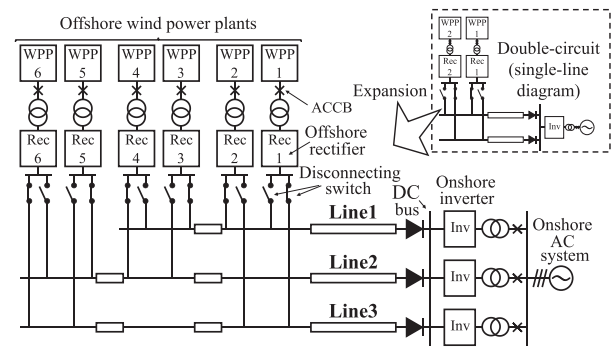 Offshore wind power plants
WPP 6
WPP 5
WPP 4
WPP 3
WPP 2
WPP 1
ACCB
Rec 6
Rec 5
Rec 4
Rec 3
Rec 2
Rec 1
Offshore
rectifier
Disconnecting
switch
Expansion
WPP 2
WPP 1
Rec 2
Rec 1
Inv
Double-circuit
(single-line
diagram)
DC
bus
Onshore
inverter
Onshore
AC
system
Line1
Inv
Line2
Inv
Line3
Inv